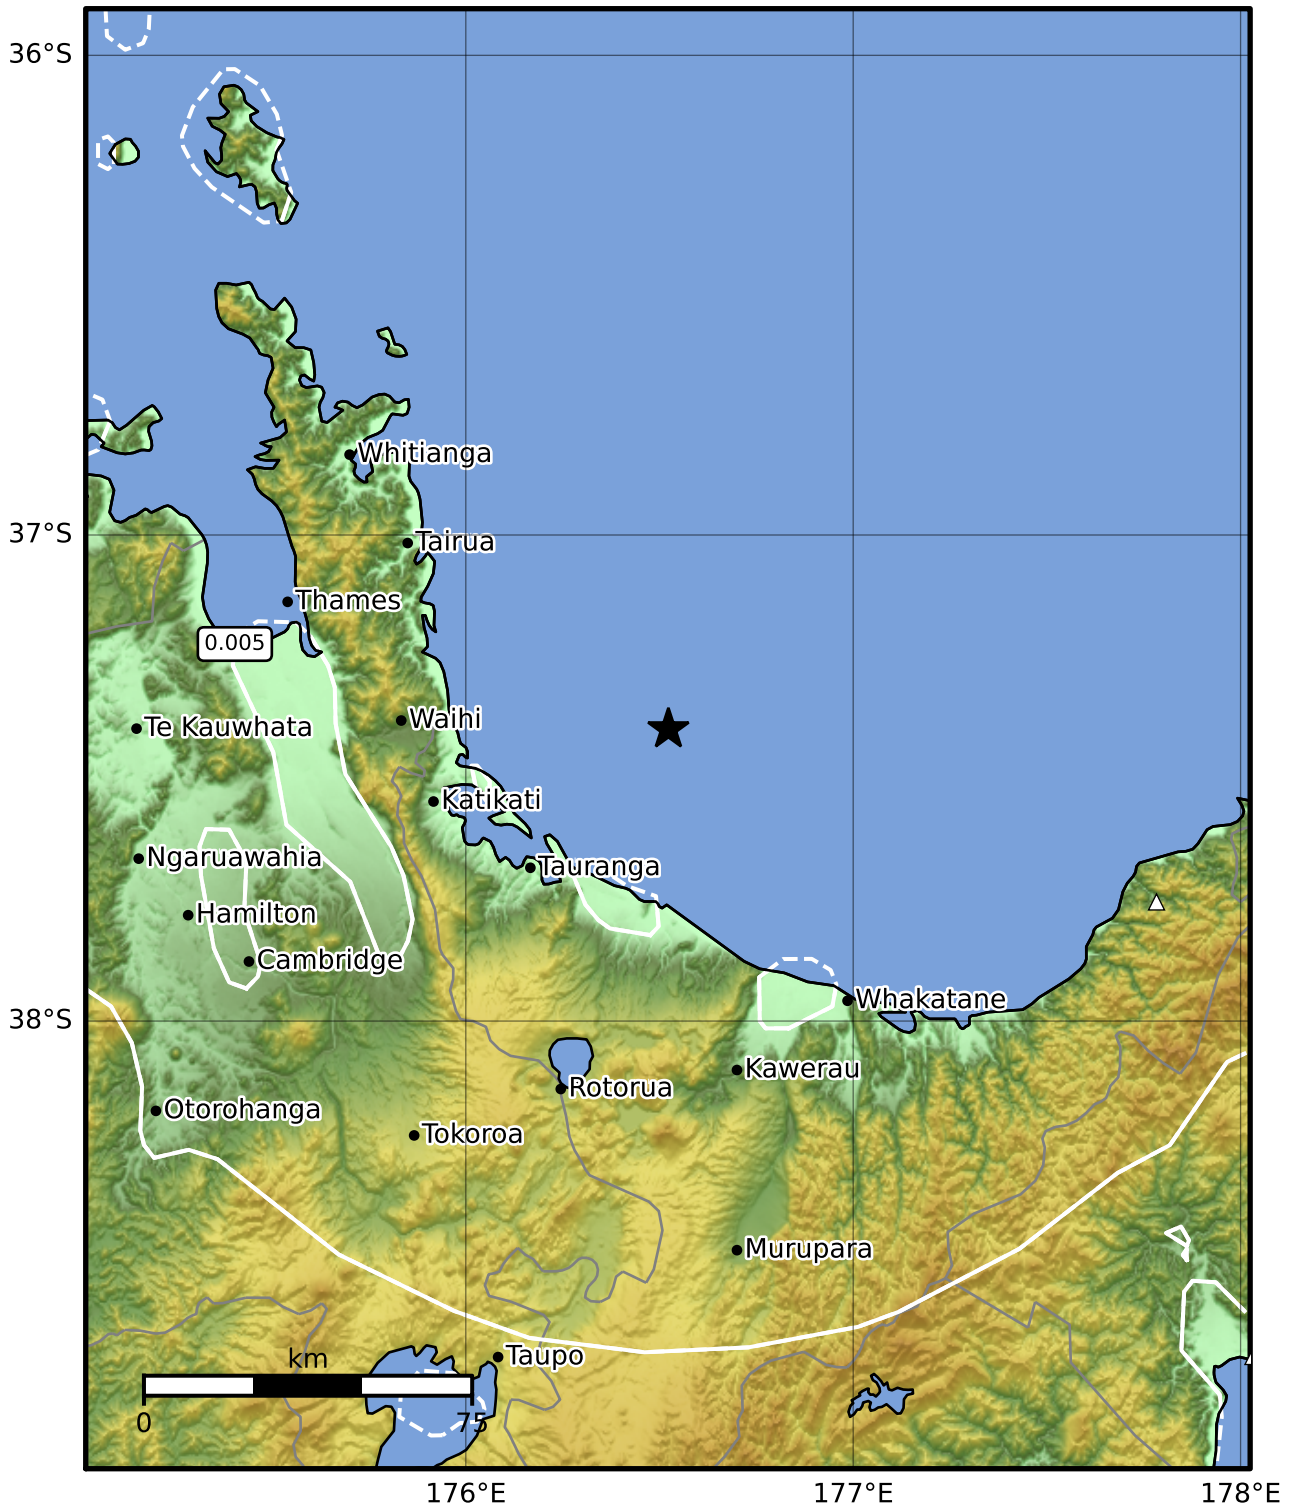 36°S
Whitianga
37°S
Tairua
Thames
0.005
Te Kauwhata
Waihi
Katikati
Ngaruawahia
Tauranga
Hamilton
Cambridge
Whakatane
38°S
Kawerau
Rotorua
Otorohanga
Tokoroa
Murupara
km
Taupo
0
75
176°E
177°E
178°E